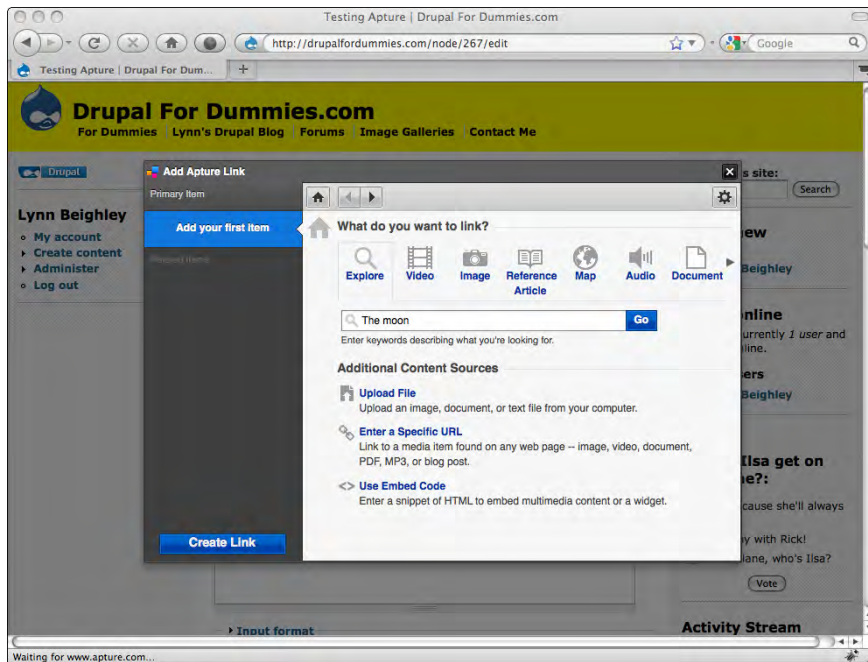 Testing Apture | Drupal For Dummies.com
http://drupalfordummies.com/node/267/edit
Google
Testing Apture | Drupal For Dum...
Drupal For Dummies.com
For Dummies Lynn's Drupal Blog Forums Image Galleries Contact Me
Drupal
Lynn Beighley
My account
Create content
Administer
Log out
Add Apture Link
Primary Item
Add your first item
Related Items
Create Link
What do you want to link?
Explore Video Image Reference Article Map Audio Document
The moon
Go
Enter keywords describing what you're looking for.
Additional Content Sources
Upload File
Upload an image, document, or text file from your computer.
Enter a Specific URL
Link to a media item found on any web page -- image, video, document,
PDF, MP3, or blog post.
Use Embed Code
Enter a snippet of HTML to embed multimedia content or a widget.
s site:
Search
ew
Beighley
nline
urrently 1 user and
line.
ers
Beighley
Ilsa get on
e?:
cause she'll always
y with Rick!
lane, who's Ilsa?
Vote
Activity Stream
Input format
Waiting for www.apture.com...